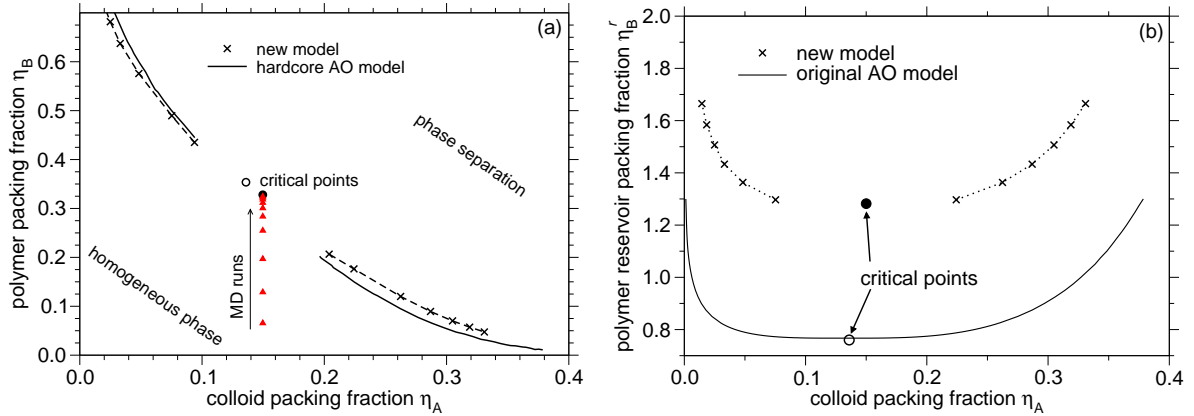 (a)
new model
hardcore AO model
phase separation
critical points
MD runs
homogeneous phase
polymer packing fraction η_B
0.6
0.5
0.4
0.3
0.2
0.1
0.0
0.0 0.1 0.2 0.3 0.4
colloid packing fraction η_A
(b)
new model
original AO model
critical points
polymer reservoir packing fraction η_B^r
2.0
1.8
1.6
1.4
1.2
1.0
0.8
0.0 0.1 0.2 0.3 0.4
colloid packing fraction η_A